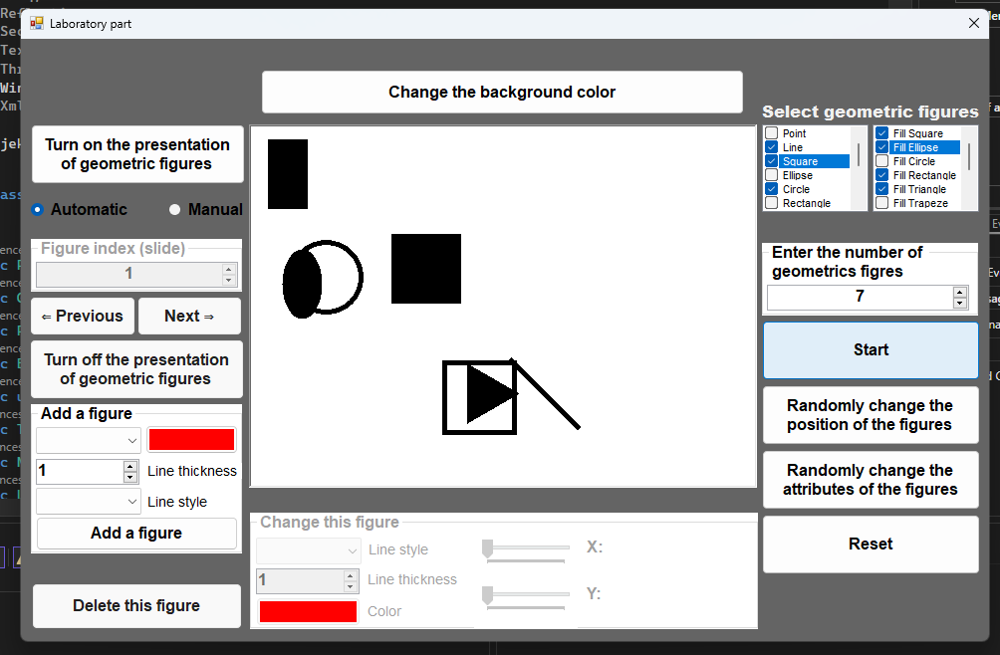 Laboratory part
Change the background color
Select geometric figures
Turn on the presentation
of geometric figures
Automatic
Manual
Figure index (slide)
1
⇐ Previous
Next ⇒
Turn off the presentation
of geometric figures
Add a figure
1
Line thickness
Line style
Add a figure
Delete this figure
Change this figure
Line style
1
Line thickness
Color
X:
Y:
Point
Line
Square
Ellipse
Circle
Rectangle
Fill Square
Fill Ellipse
Fill Circle
Fill Rectangle
Fill Triangle
Fill Trapeze
Enter the number of
geometrics figres
7
Start
Randomly change the
position of the figures
Randomly change the
attributes of the figures
Reset